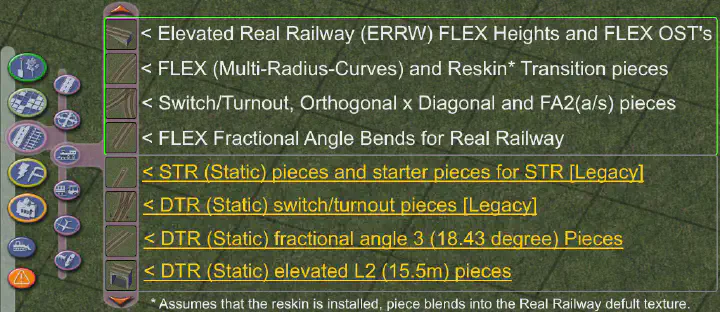 < Elevated Real Railway (ERRW) FLEX Heights and FLEX OST's
< FLEX (Multi-Radius-Curves) and Reskin* Transition pieces
< Switch/Turnout, Orthogonal x Diagonal and FA2(a/s) pieces
< FLEX Fractional Angle Bends for Real Railway
< STR (Static) pieces and starter pieces for STR [Legacy]
< DTR (Static) switch/turnout pieces [Legacy]
< DTR (Static) fractional angle 3 (18.43 degree) Pieces
< DTR (Static) elevated L2 (15.5m) pieces
* Assumes that the reskin is installed, piece blends into the Real Railway defult texture.